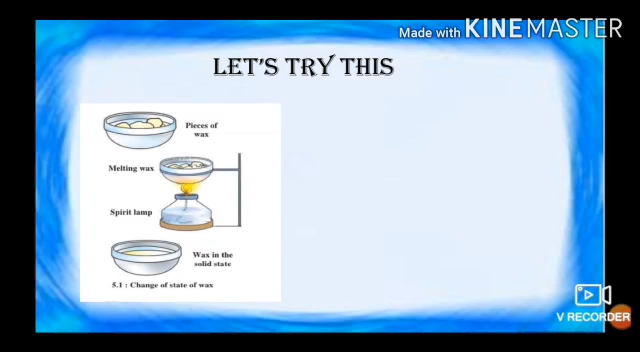 Made with KINEMASTER
LET'S TRY THIS
Pieces of
wax
Melting wax
Spirit lamp
Wax in the
solid state
5.1 : Change of state of wax
V RECORDER